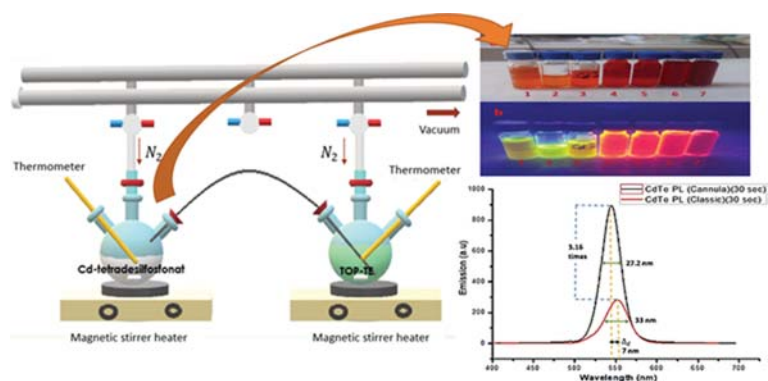 N₂
N₂
Vacuum
Thermometer
Thermometer
Cd-tetradesilfosfonat
TOP-TE
Magnetic stirrer heater
Magnetic stirrer heater
1 2 3 4 5 6 7
b
CdTe PL (Cannula)(30 sec)
CdTe PL (Classic)(30 sec)
1000
800
600
400
200
0
Emission (a.u)
3.16
times
27.2 nm
33 nm
7 nm
400 450 500 550 600 650 700
Wavelength (nm)